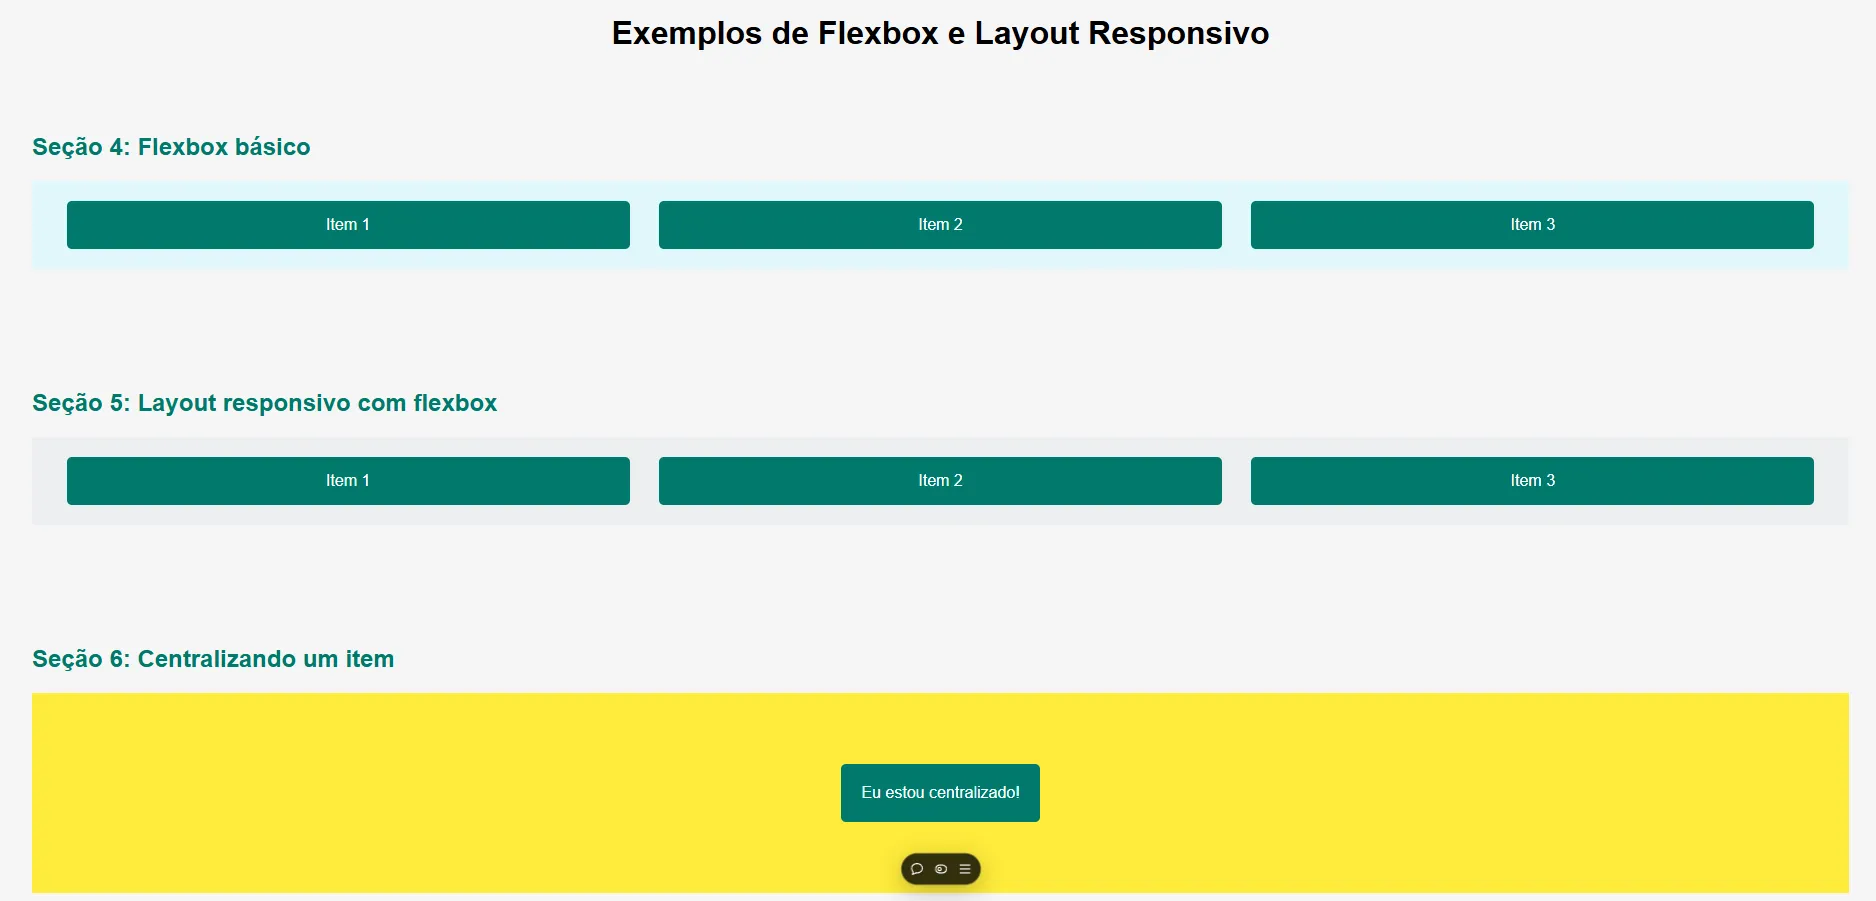 Exemplos de Flexbox e Layout Responsivo
Seção 4: Flexbox básico
Item 1
Item 2
Item 3
Seção 5: Layout responsivo com flexbox
Item 1
Item 2
Item 3
Seção 6: Centralizando um item
Eu estou centralizado!